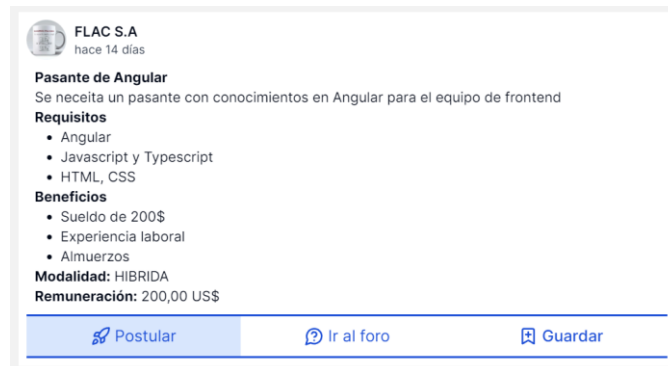 FLAC S.A
hace 14 días
Pasante de Angular
Se neceita un pasante con conocimientos en Angular para el equipo de frontend
Requisitos
• Angular
• Javascript y Typescript
• HTML, CSS
Beneficios
• Sueldo de 200$
• Experiencia laboral
• Almuerzos
Modalidad: HIBRIDA
Remuneración: 200,00 US$
Postular Ir al foro Guardar